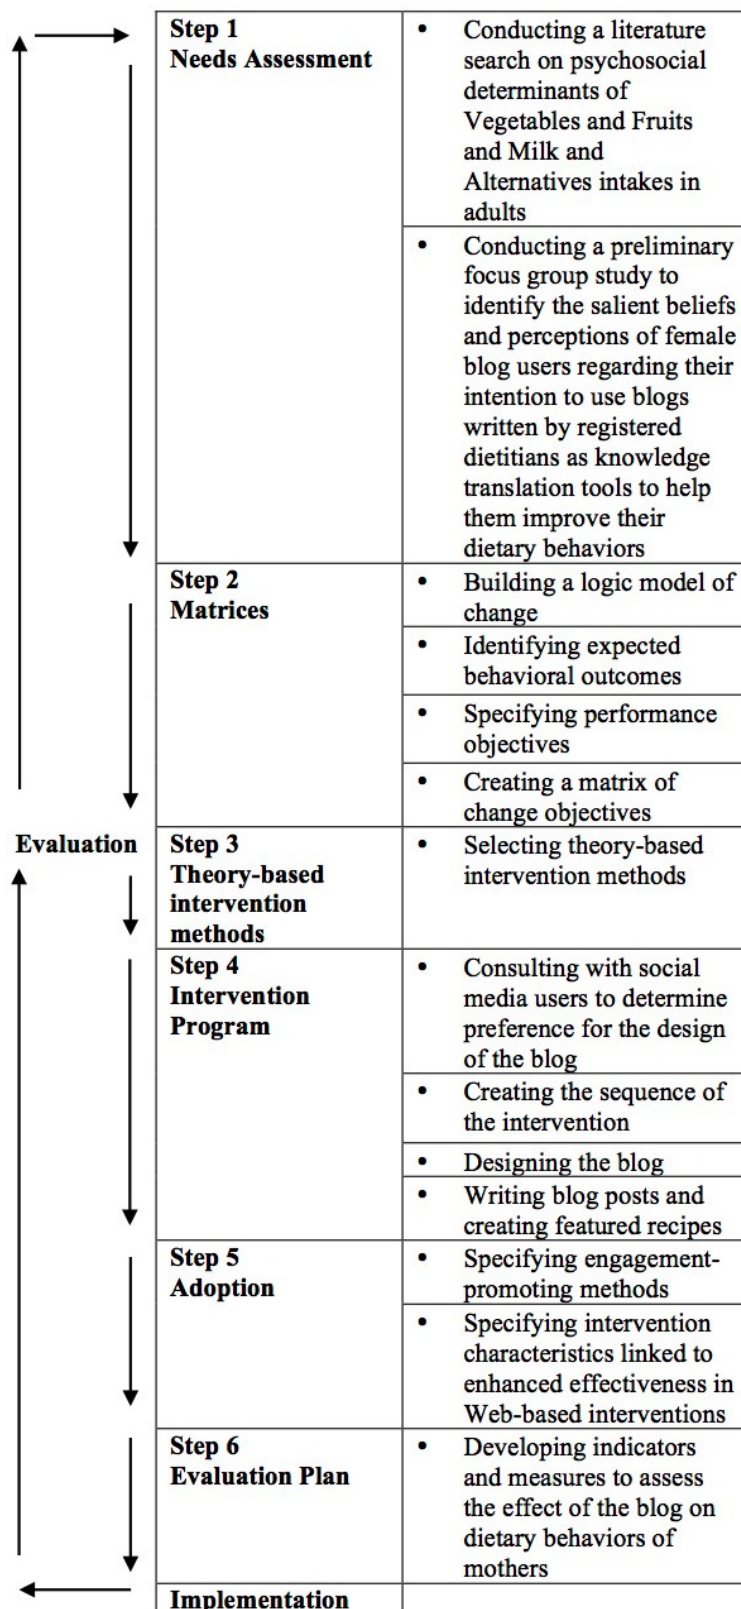 Step 1
Needs Assessment
• Conducting a literature
search on psychosocial
determinants of
Vegetables and Fruits
and Milk and
Alternatives intakes in
adults
• Conducting a preliminary
focus group study to
identify the salient beliefs
and perceptions of female
blog users regarding their
intention to use blogs
written by registered
dietitians as knowledge
translation tools to help
them improve their
dietary behaviors
Step 2
Matrices
• Building a logic model of
change
• Identifying expected
behavioral outcomes
• Specifying performance
objectives
• Creating a matrix of
change objectives
Evaluation
Step 3
Theory-based
intervention
methods
• Selecting theory-based
intervention methods
Step 4
Intervention
Program
• Consulting with social
media users to determine
preference for the design
of the blog
• Creating the sequence of
the intervention
• Designing the blog
• Writing blog posts and
creating featured recipes
Step 5
Adoption
• Specifying engagement-
promoting methods
• Specifying intervention
characteristics linked to
enhanced effectiveness in
Web-based interventions
Step 6
Evaluation Plan
• Developing indicators
and measures to assess
the effect of the blog on
dietary behaviors of
mothers
Implementation